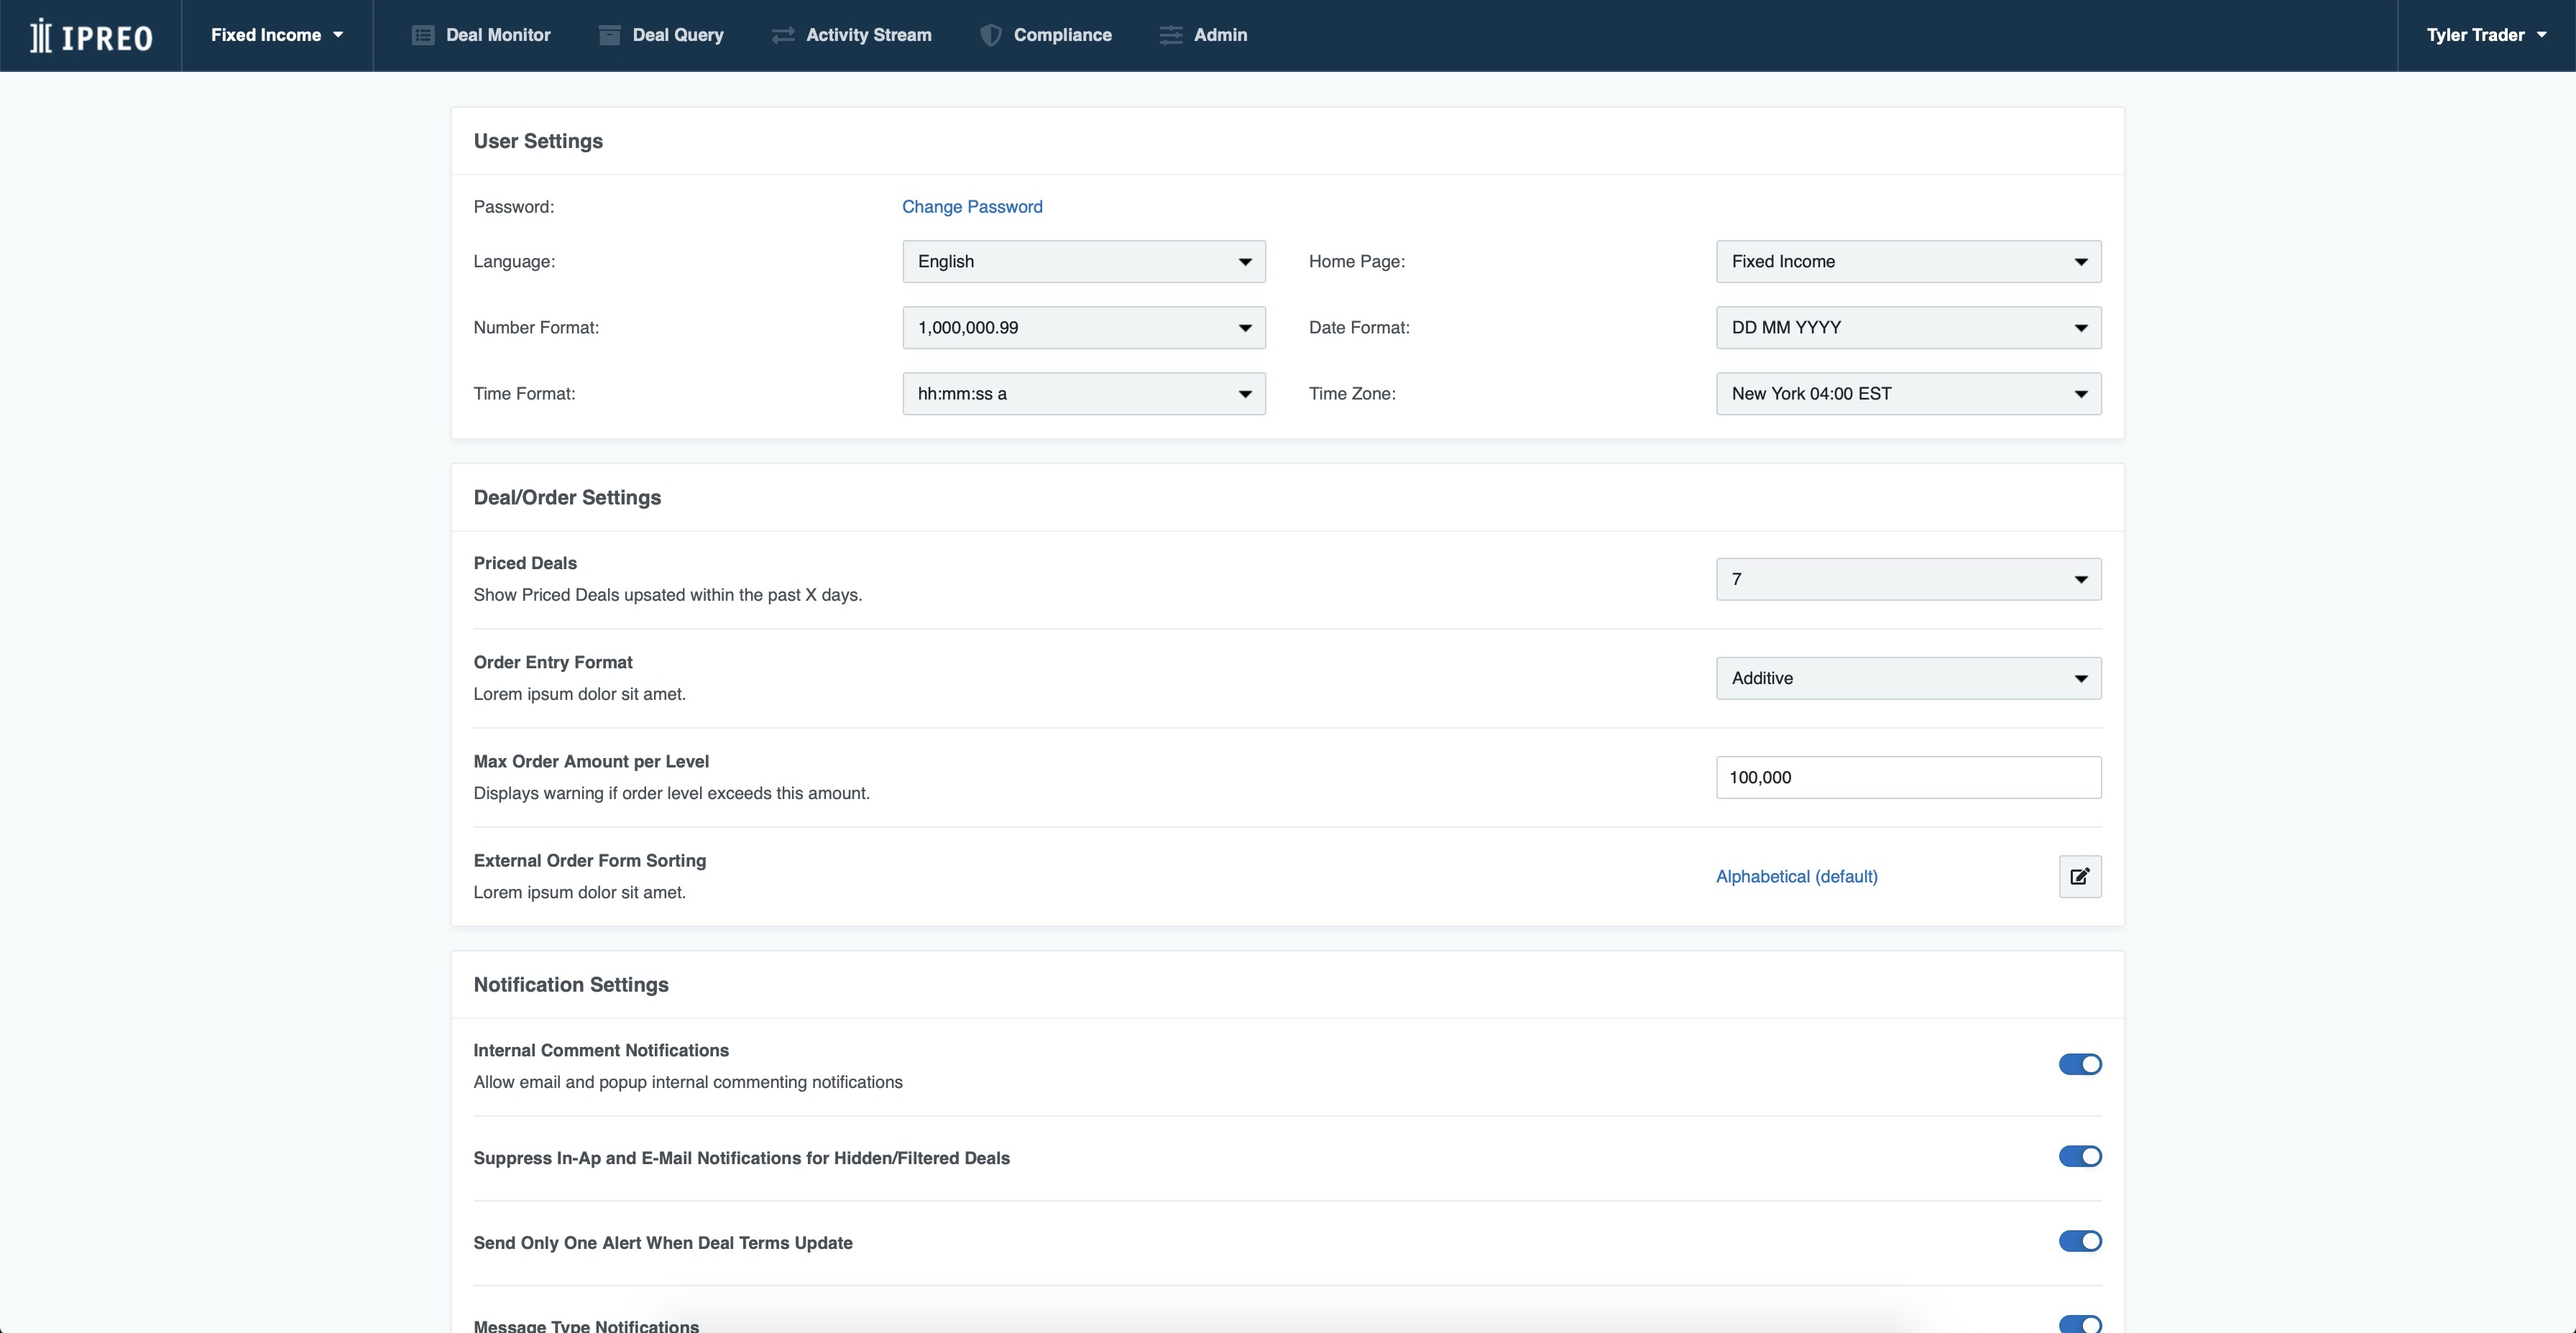 IPREO
Fixed Income
Deal Monitor
Deal Query
Activity Stream
Compliance
Admin
Tyler Trader
User Settings
Password:
Change Password
Language:
English
Home Page:
Fixed Income
Number Format:
1,000,000.99
Date Format:
DD MM YYYY
Time Format:
hh:mm:ss a
Time Zone:
New York 04:00 EST
Deal/Order Settings
Priced Deals
Show Priced Deals upsated within the past X days.
7
Order Entry Format
Lorem ipsum dolor sit amet.
Additive
Max Order Amount per Level
Displays warning if order level exceeds this amount.
100,000
External Order Form Sorting
Lorem ipsum dolor sit amet.
Alphabetical (default)
Notification Settings
Internal Comment Notifications
Allow email and popup internal commenting notifications
Suppress In-Ap and E-Mail Notifications for Hidden/Filtered Deals
Send Only One Alert When Deal Terms Update
Message Type Notifications